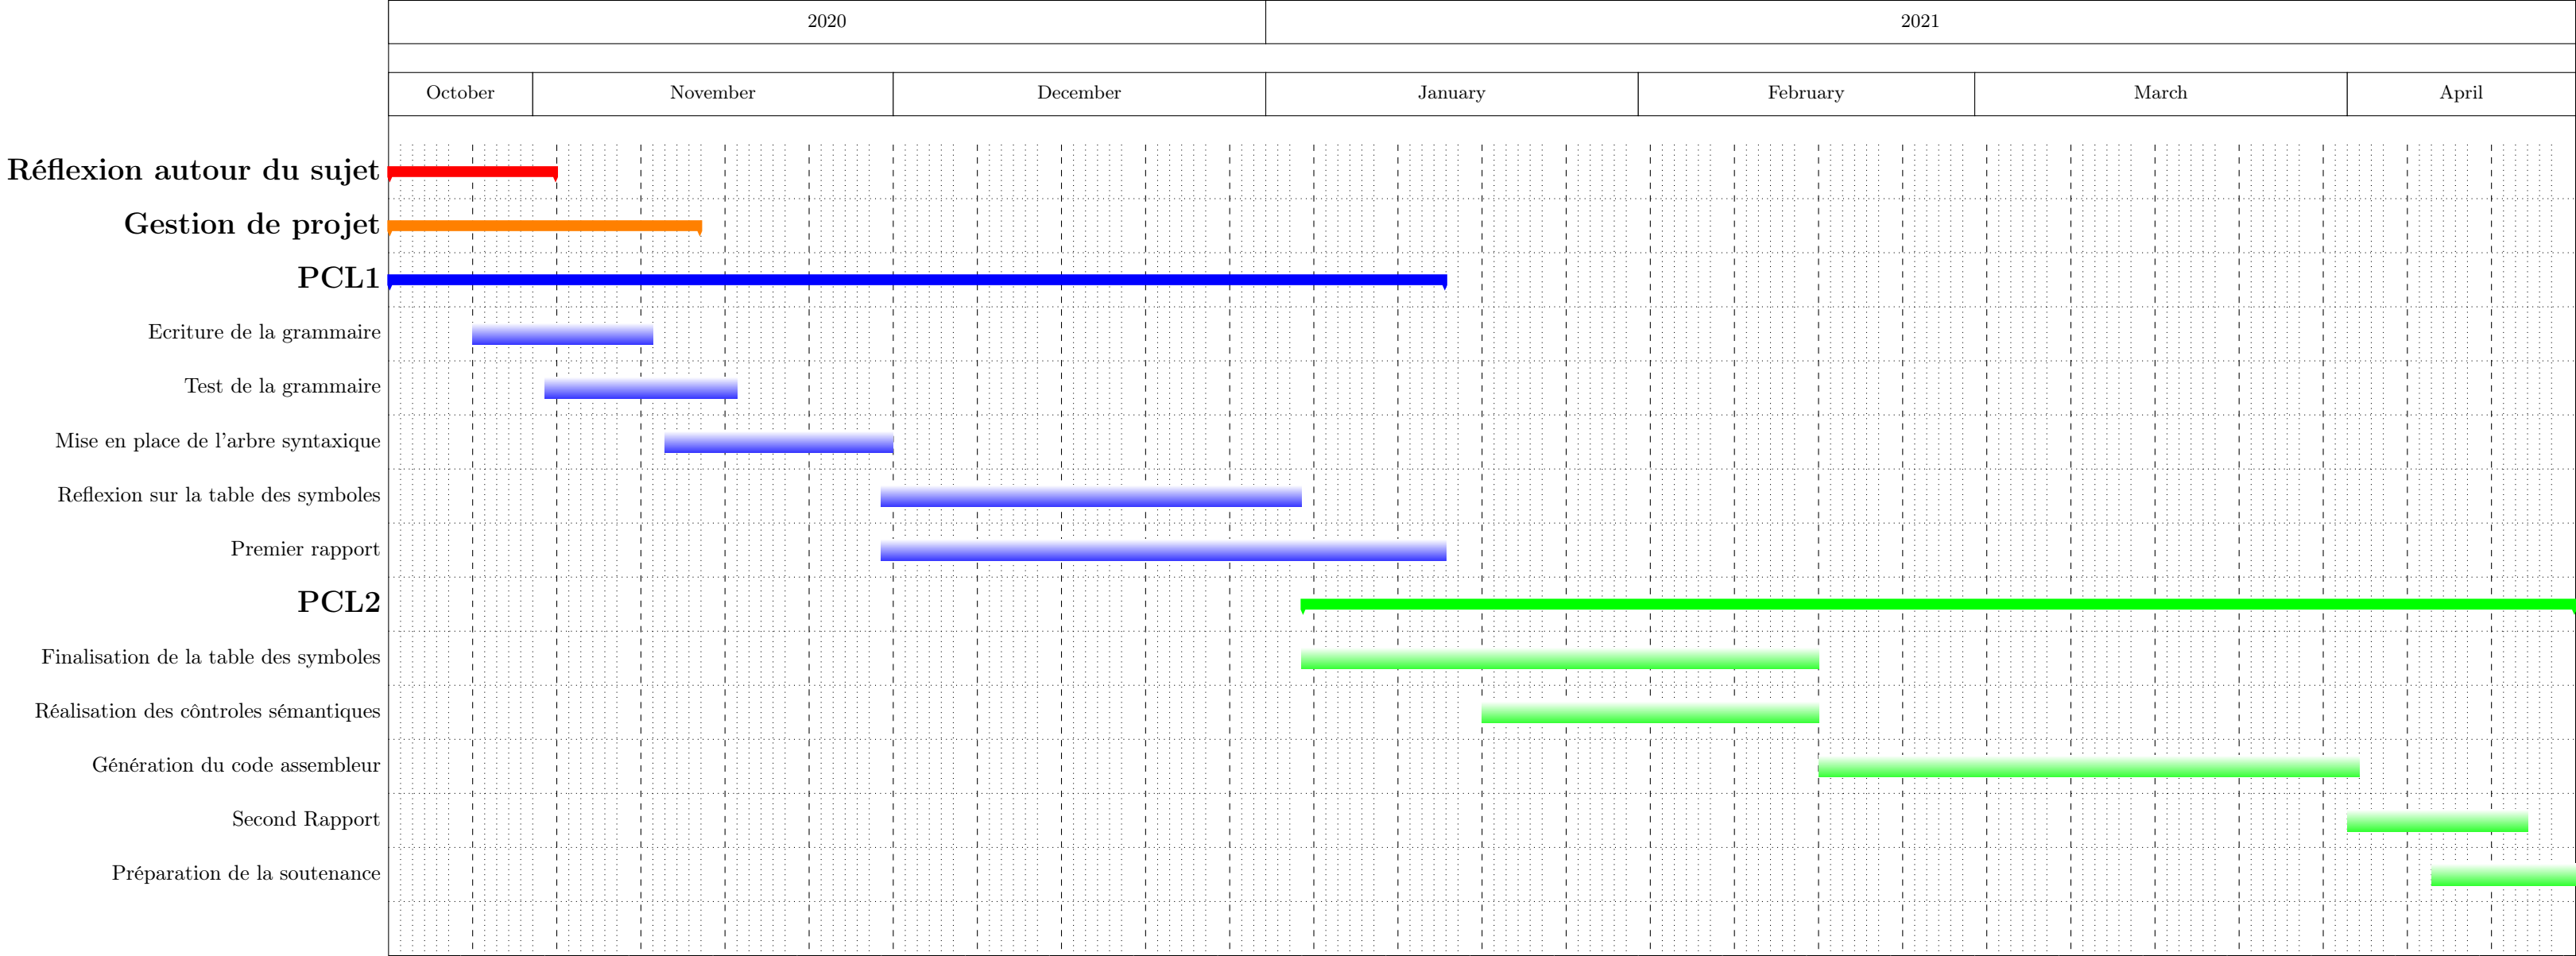 2020 2021
October November December January February March April
Réflexion autour du sujet
Gestion de projet
PCL1
Ecriture de la grammaire
Test de la grammaire
Mise en place de l'arbre syntaxique
Reflexion sur la table des symboles
Premier rapport
PCL2
Finalisation de la table des symboles
Réalisation des côntroles sémantiques
Génération du code assembleur
Second Rapport
Préparation de la soutenance